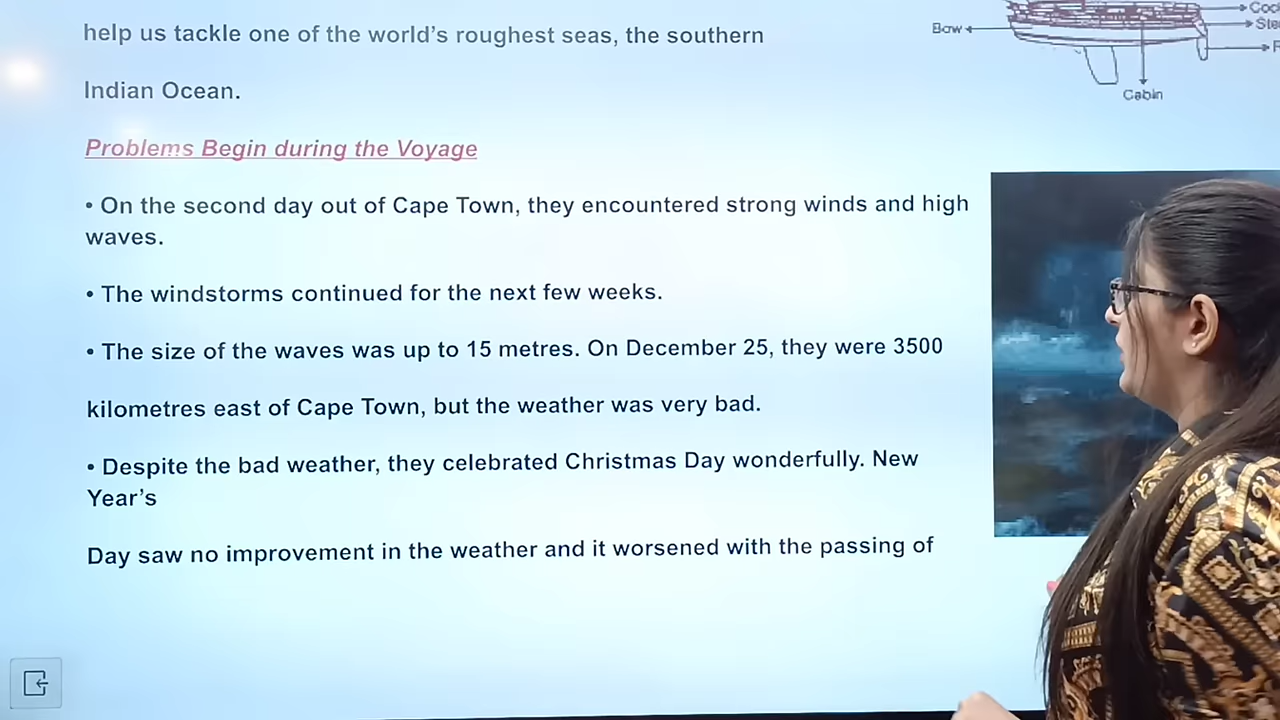 help us tackle one of the world's roughest seas, the southern
Indian Ocean.
Problems Begin during the Voyage
• On the second day out of Cape Town, they encountered strong winds and high
waves.
• The windstorms continued for the next few weeks.
• The size of the waves was up to 15 metres. On December 25, they were 3500
kilometres east of Cape Town, but the weather was very bad.
• Despite the bad weather, they celebrated Christmas Day wonderfully. New
Year's
Day saw no improvement in the weather and it worsened with the passing of
Bow
Cabin